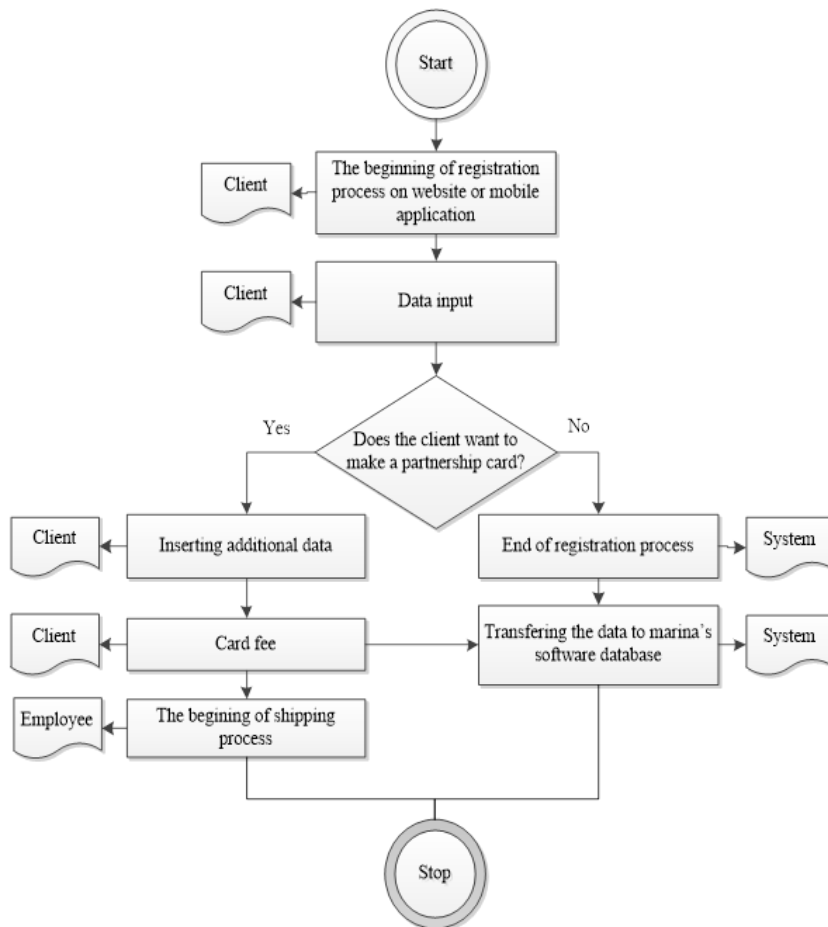 Start
The beginning of registration
process on website or mobile
application
Client
Data input
Client
Does the client want to
make a partnership card?
Yes
No
Client
Inserting additional data
End of registration process
System
Client
Card fee
Transfering the data to marina's
software database
System
Employee
The begining of shipping
process
Stop